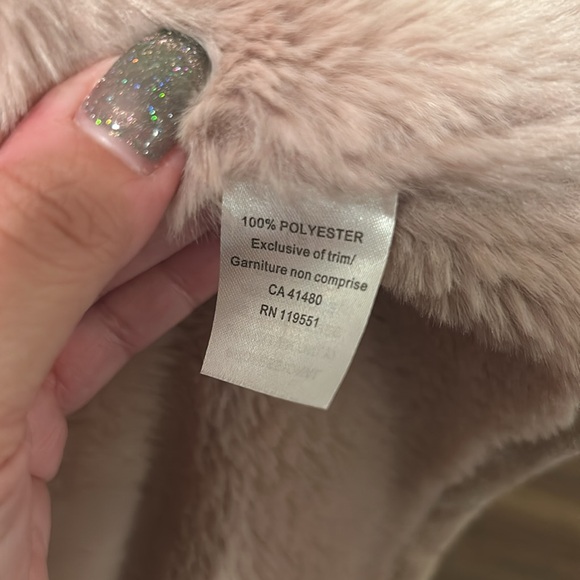 100% POLYESTER
Exclusive of trim/
Garniture non comprise
CA 41480
RN 119551